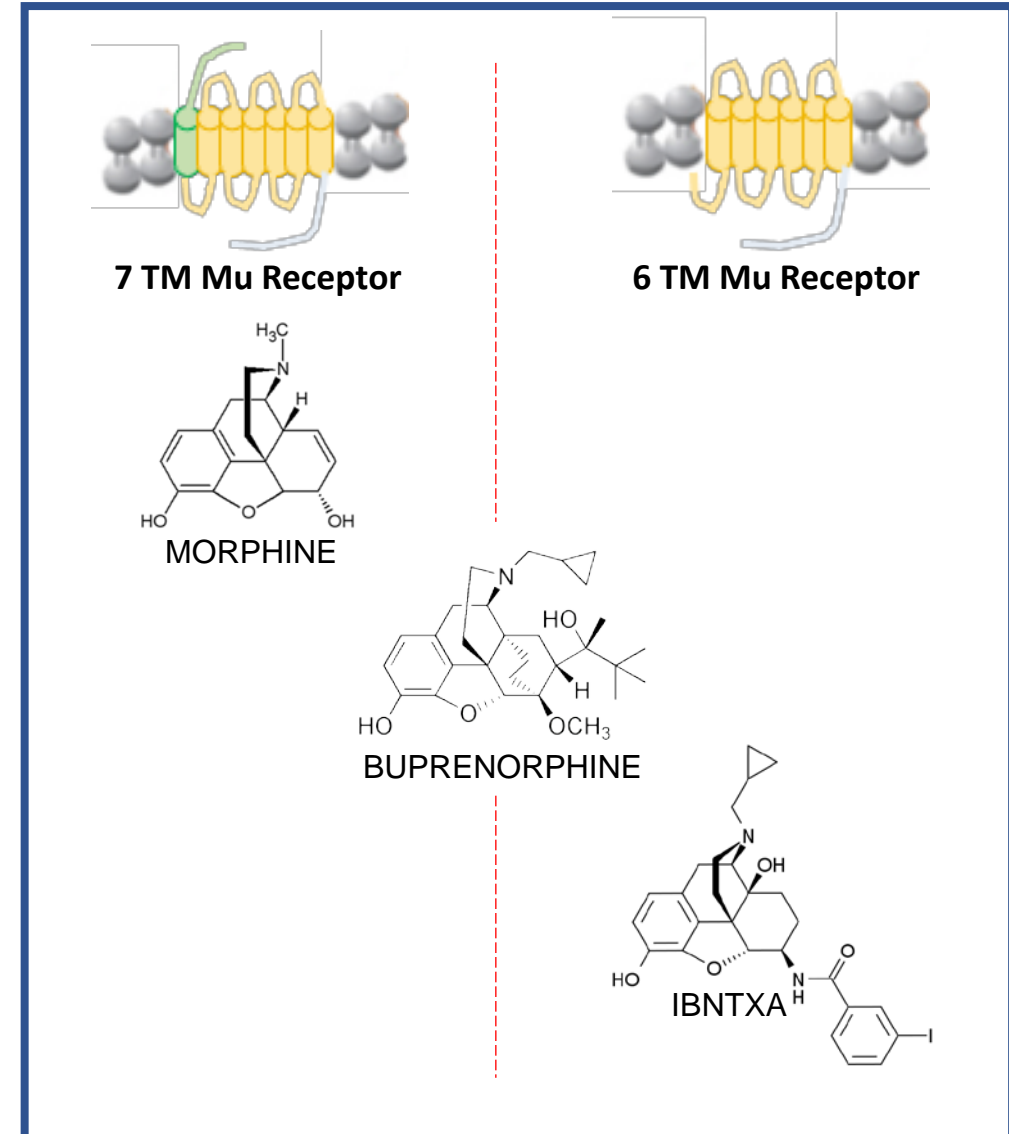 7 TM Mu Receptor
6 TM Mu Receptor
H₃C
N
H
HO
O
OH
MORPHINE
N
HO
H
HO
O
OCH₃
BUPRENORPHINE
N
OH
O
HO
O
N
H
IBNTXA
I